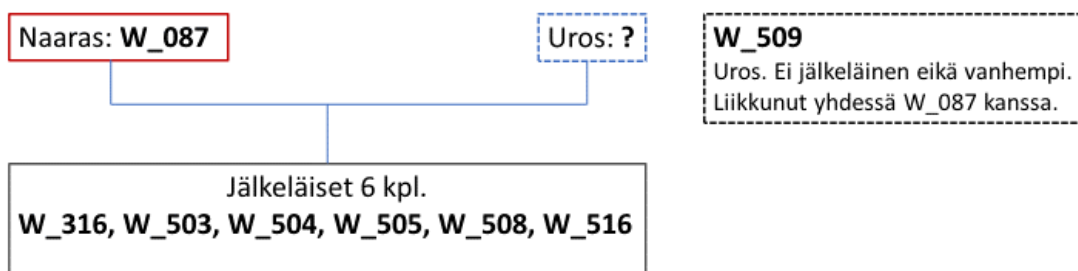 Naaras: W_087
Uros: ?
W_509
Uros. Ei jälkeläinen eikä vanhempi.
Liikkunut yhdessä W_087 kanssa.
Jälkeläiset 6 kpl.
W_316, W_503, W_504, W_505, W_508, W_516